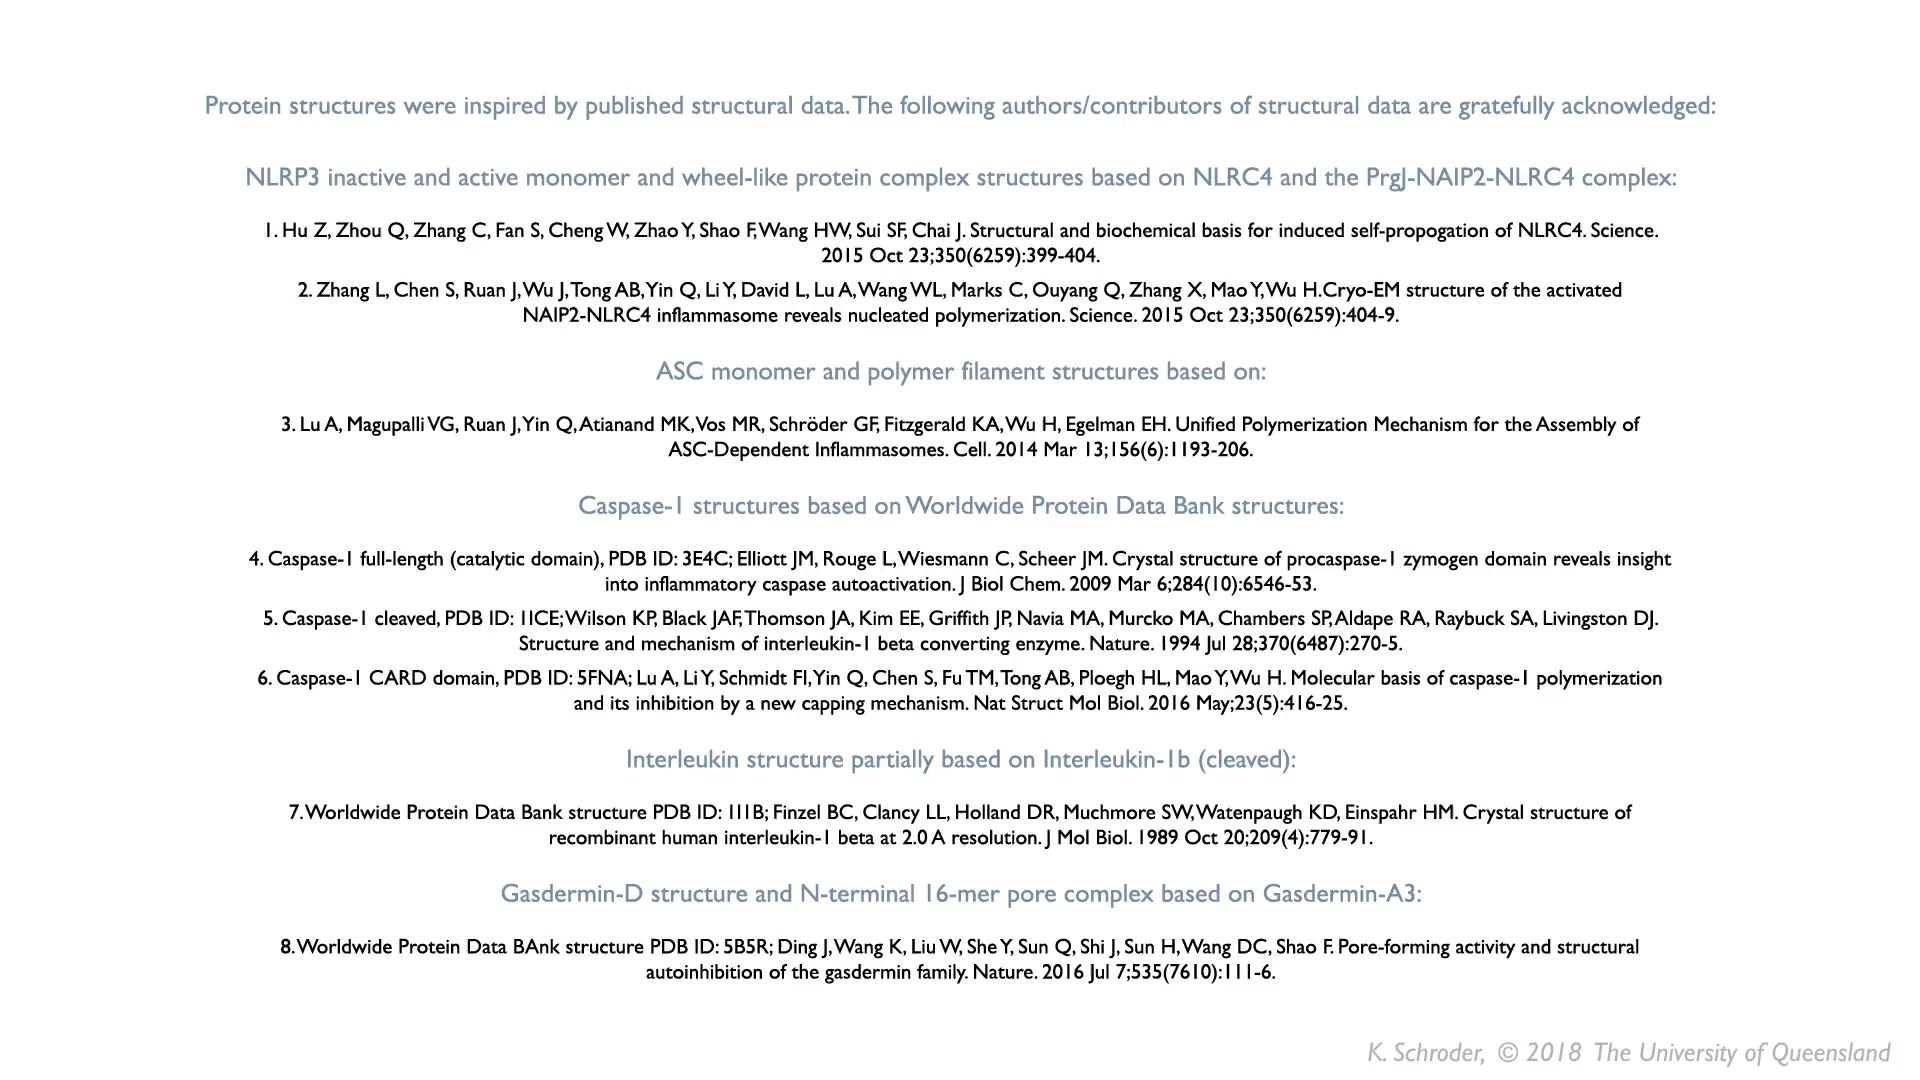 Protein structures were inspired by published structural data. The following authors/contributors of structural data are gratefully acknowledged:
NLRP3 inactive and active monomer and wheel-like protein complex structures based on NLRC4 and the PrgJ-NAIP2-NLRC4 complex:
1. Hu Z, Zhou Q, Zhang C, Fan S, Cheng W, Zhao Y, Shao F, Wang HW, Sui SF, Chai J. Structural and biochemical basis for induced self-propogation of NLRC4. Science.
2015 Oct 23;350(6259):399-404.
2. Zhang L, Chen S, Ruan J, Wu J, Tong AB, Yin Q, Li Y, David L, Lu A, Wang WL, Marks C, Ouyang Q, Zhang X, Mao Y, Wu H.Cryo-EM structure of the activated
NAIP2-NLRC4 inflammasome reveals nucleated polymerization. Science. 2015 Oct 23;350(6259):404-9.
ASC monomer and polymer filament structures based on:
3. Lu A, Magupalli VG, Ruan J, Yin Q, Atianand MK, Vos MR, Schröder GF, Fitzgerald KA, Wu H, Egelman EH. Unified Polymerization Mechanism for the Assembly of
ASC-Dependent Inflammasomes. Cell. 2014 Mar 13;156(6):1193-206.
Caspase-1 structures based on Worldwide Protein Data Bank structures:
4. Caspase-1 full-length (catalytic domain), PDB ID: 3E4C; Elliott JM, Rouge L, Wiesmann C, Scheer JM. Crystal structure of procaspase-1 zymogen domain reveals insight
into inflammatory caspase autoactivation. J Biol Chem. 2009 Mar 6;284(10):6546-53.
5. Caspase-1 cleaved, PDB ID: 1ICE; Wilson KP, Black JAF, Thomson JA, Kim EE, Griffith JP, Navia MA, Murcko MA, Chambers SP, Aldape RA, Raybuck SA, Livingston DJ.
Structure and mechanism of interleukin-1 beta converting enzyme. Nature. 1994 Jul 28;370(6487):270-5.
6. Caspase-1 CARD domain, PDB ID: 5FNA; Lu A, Li Y, Schmidt FI, Yin Q, Chen S, Fu TM, Tong AB, Ploegh HL, Mao Y, Wu H. Molecular basis of caspase-1 polymerization
and its inhibition by a new capping mechanism. Nat Struct Mol Biol. 2016 May;23(5):416-25.
Interleukin structure partially based on Interleukin-1b (cleaved):
7. Worldwide Protein Data Bank structure PDB ID: 1I1B; Finzel BC, Clancy LL, Holland DR, Muchmore SW, Watenpaugh KD, Einspahr HM. Crystal structure of
recombinant human interleukin-1 beta at 2.0 A resolution. J Mol Biol. 1989 Oct 20;209(4):779-91.
Gasdermin-D structure and N-terminal 16-mer pore complex based on Gasdermin-A3:
8. Worldwide Protein Data BAnk structure PDB ID: 5B5R; Ding J, Wang K, Liu W, She Y, Sun Q, Shi J, Sun H, Wang DC, Shao F. Pore-forming activity and structural
autoinhibition of the gasdermin family. Nature. 2016 Jul 7;535(7610):111-6.
K. Schroder, © 2018 The University of Queensland